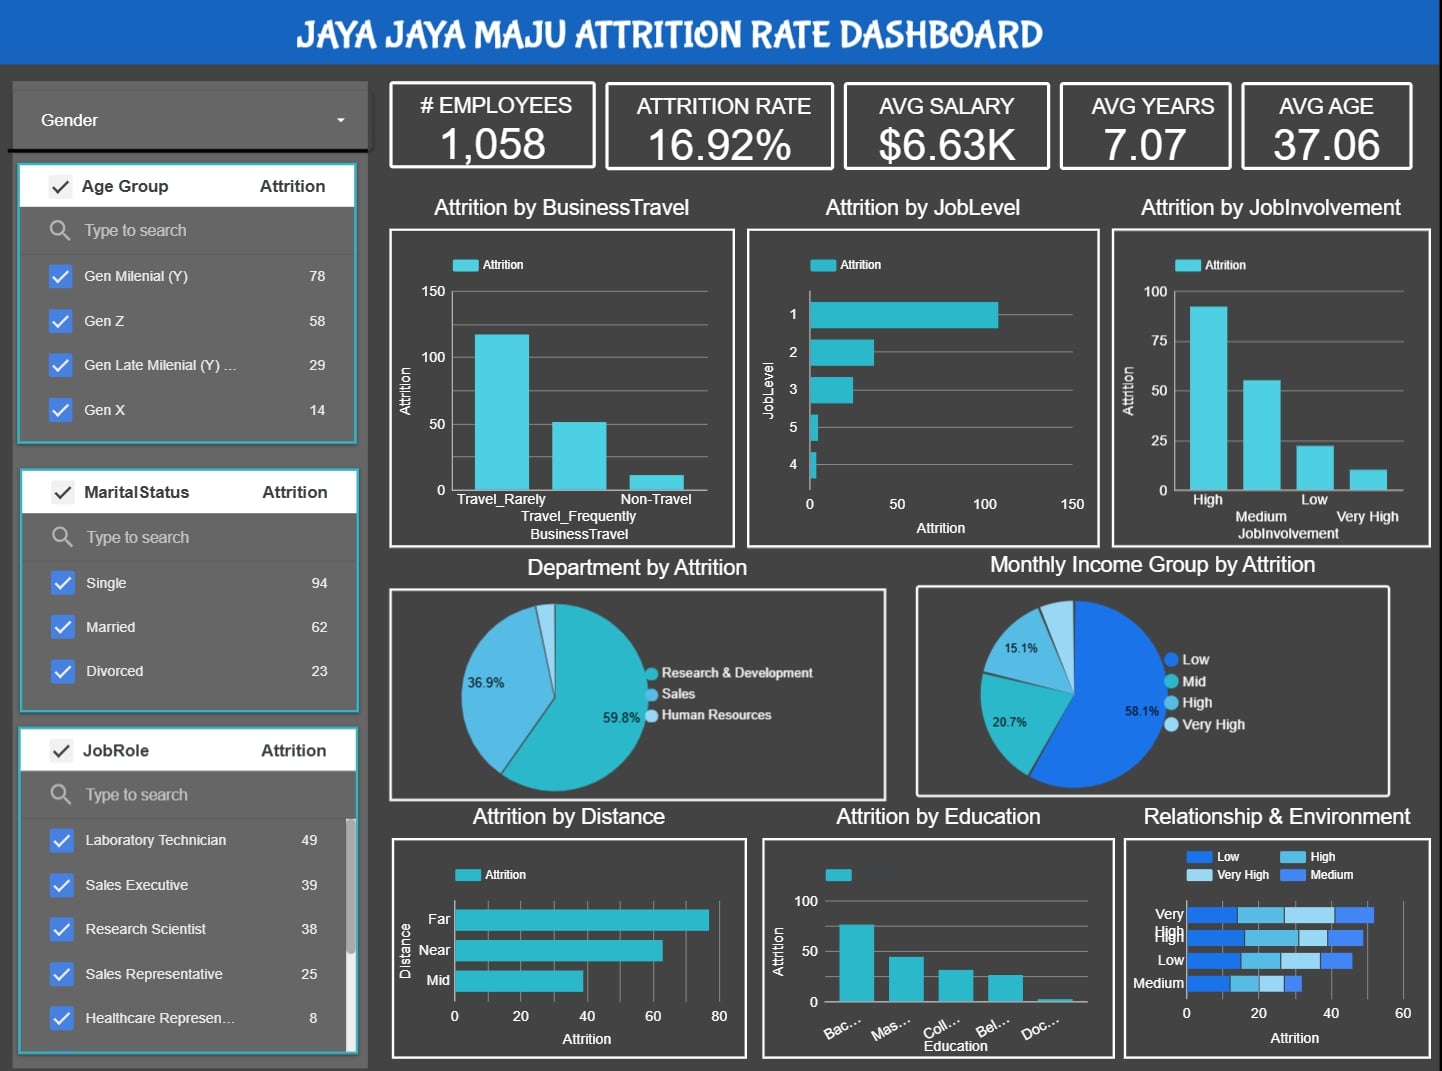 JAYA JAYA MAJU ATTRITION RATE DASHBOARD
Gender
# EMPLOYEES
1,058
ATTRITION RATE
16.92%
AVG SALARY
$6.63K
AVG YEARS
7.07
AVG AGE
37.06
Age Group Attrition
Type to search
Gen Milenial (Y) 78
Gen Z 58
Gen Late Milenial (Y) ... 29
Gen X 14
MaritalStatus Attrition
Type to search
Single 94
Married 62
Divorced 23
JobRole Attrition
Type to search
Laboratory Technician 49
Sales Executive 39
Research Scientist 38
Sales Representative 25
Healthcare Represen... 8
Attrition by BusinessTravel
Attrition
150
100
50
0
Attrition
Travel_Rarely Non-Travel
Travel_Frequently
BusinessTravel
Attrition by JobLevel
Attrition
1
2
3
5
4
JobLevel
0 50 100 150
Attrition
Attrition by JobInvolvement
Attrition
100
75
50
25
0
Attrition
High Low
Medium Very High
JobInvolvement
Department by Attrition
36.9%
59.8%
Research & Development
Sales
Human Resources
Monthly Income Group by Attrition
15.1%
20.7%
58.1%
Low
Mid
High
Very High
Attrition by Distance
Attrition
Far
Near
Mid
Distance
0 20 40 60 80
Attrition
Attrition by Education
100
50
0
Attrition
Bac... Mas... Coll... Bel... Doc...
Education
Relationship & Environment
Low High
Very High Medium
Very
High
High
Low
Medium
0 20 40 60
Attrition